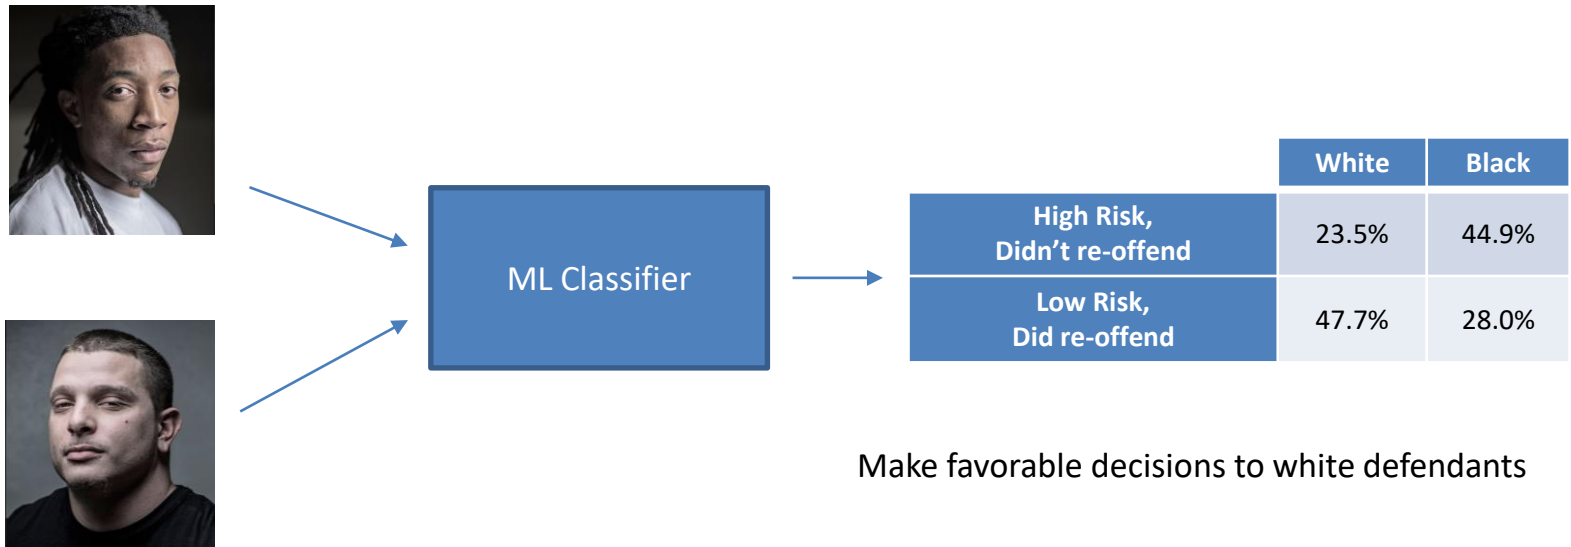 White Black
High Risk,
Didn’t re-offend 23.5% 44.9%
ML Classifier
Low Risk,
Did re-offend 47.7% 28.0%
Make favorable decisions to white defendants